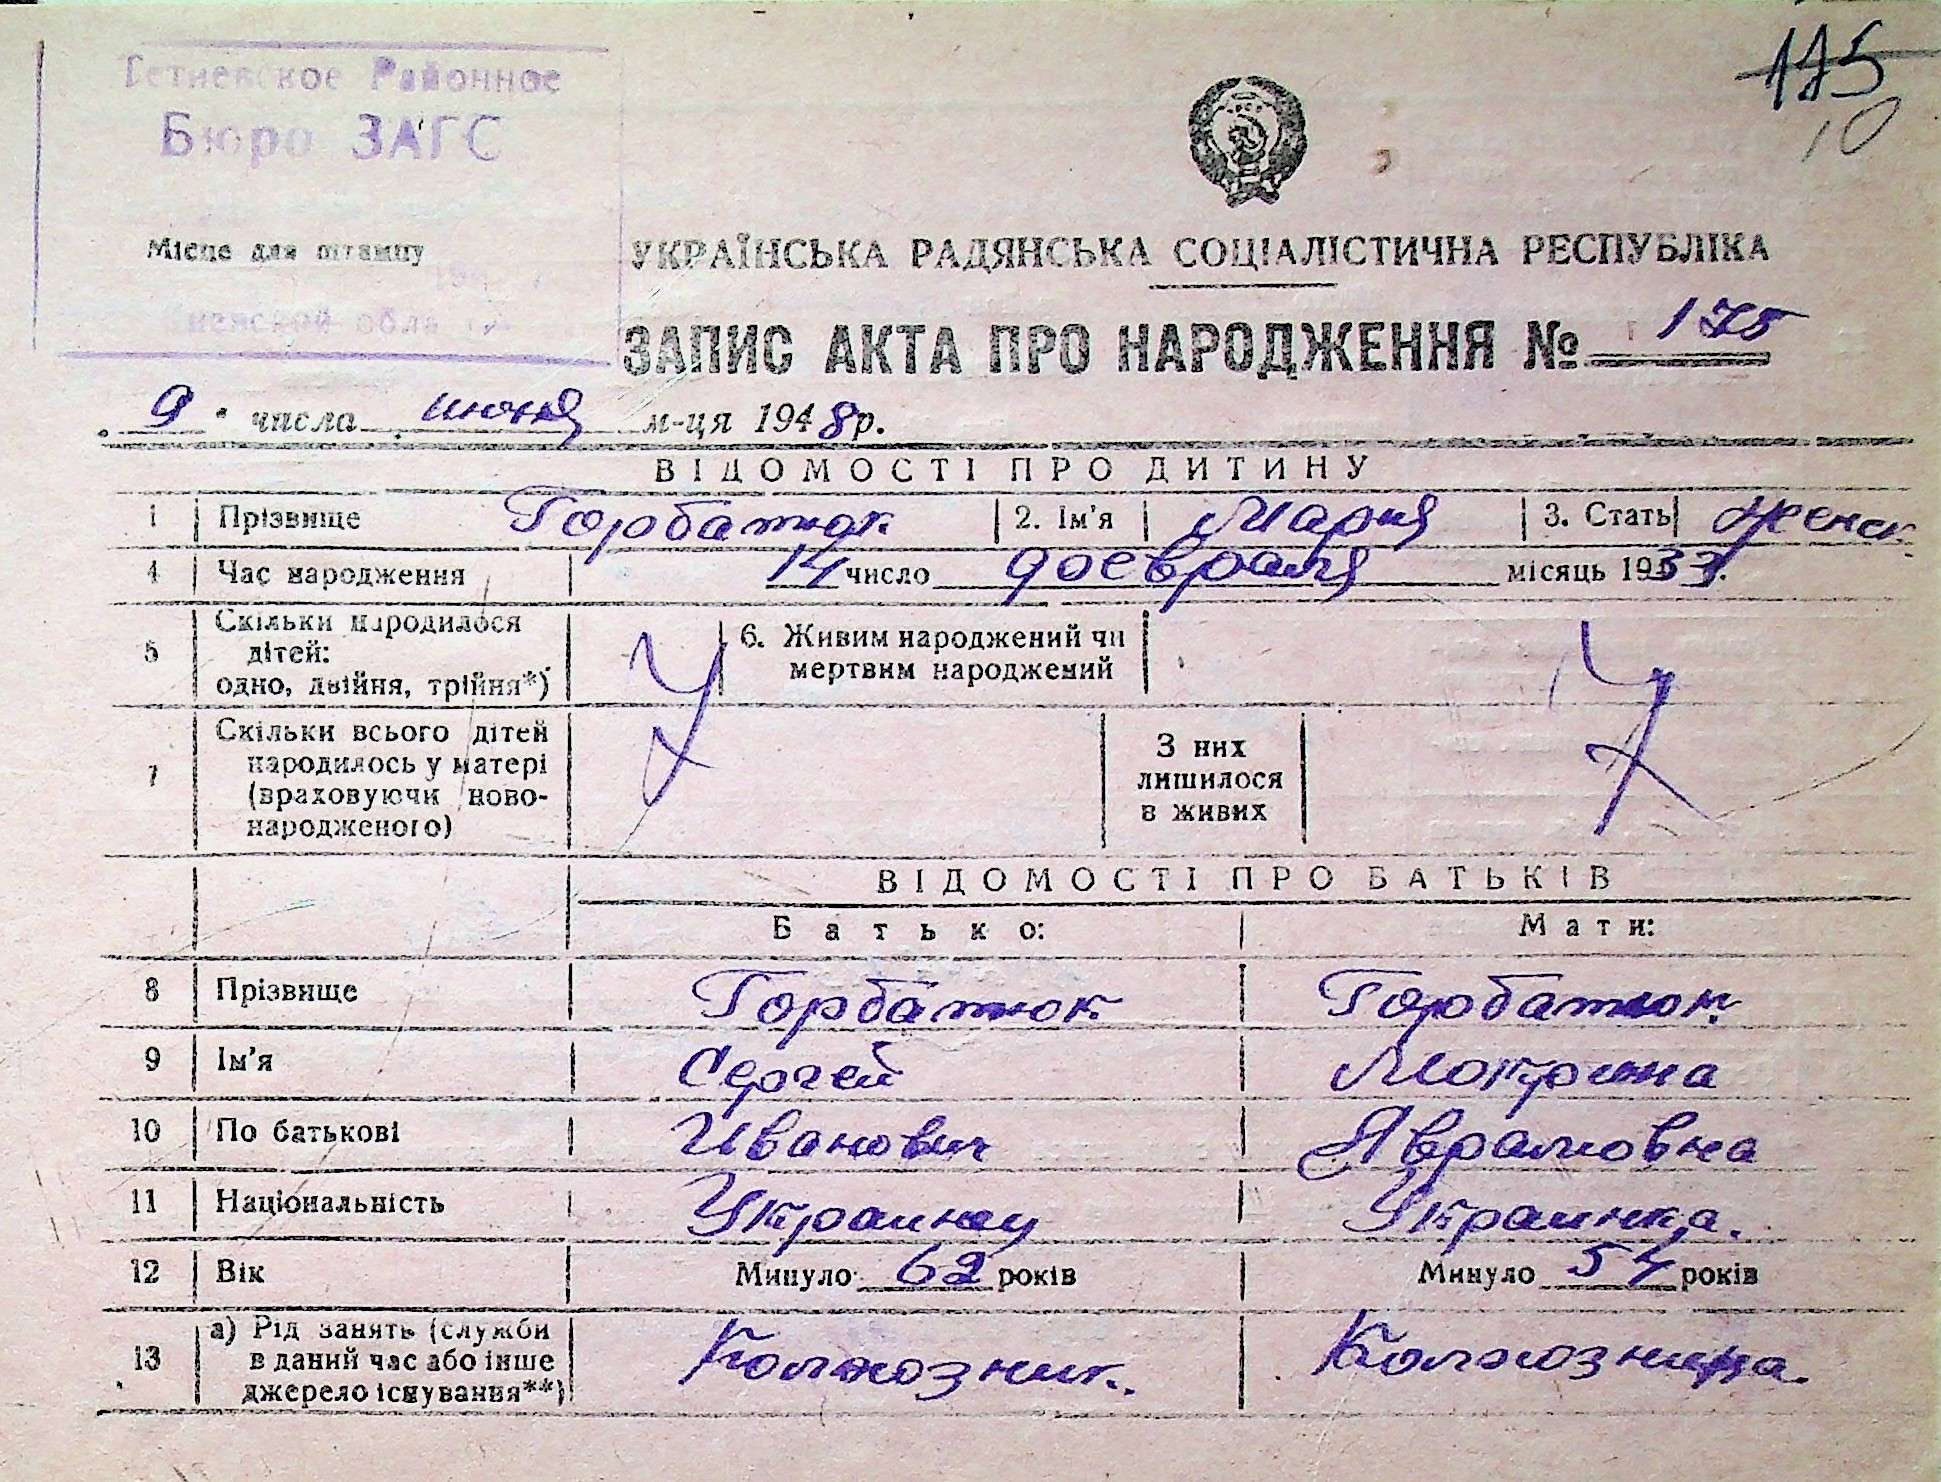 175
10
Тетиевское Районное
Бюро ЗАГС
Місце для штампу
УКРАЇНСЬКА РАДЯНСЬКА СОЦІАЛІСТИЧНА РЕСПУБЛІКА
ЗАПИС АКТА ПРО НАРОДЖЕННЯ № 175
„ 9 " числа июня м-ця 1948 р.
ВІДОМОСТІ ПРО ДИТИНУ
1 Прізвище Горбатюк 2. Ім'я Мария 3. Стать женск.
4 Час народження 14 число февраля місяць 1933.
5 Скільки народилося дітей: одно, двійня, трійня*) 6. Живим народжений чи мертвим народжений
7 Скільки всього дітей народилось у матері (враховуючи новонародженого) З них лишилося в живих
ВІДОМОСТІ ПРО БАТЬКІВ
Батько: Мати:
8 Прізвище Горбатюк Горбатюк
9 Ім'я Сергей Мотрина
10 По батькові Иванович Аврамовна
11 Національність Украинец Украинка.
12 Вік Минуло 62 років Минуло 54 років
13 а) Рід занять (служби в даний час або інше джерело існування**) Колхозник. Колхозница.